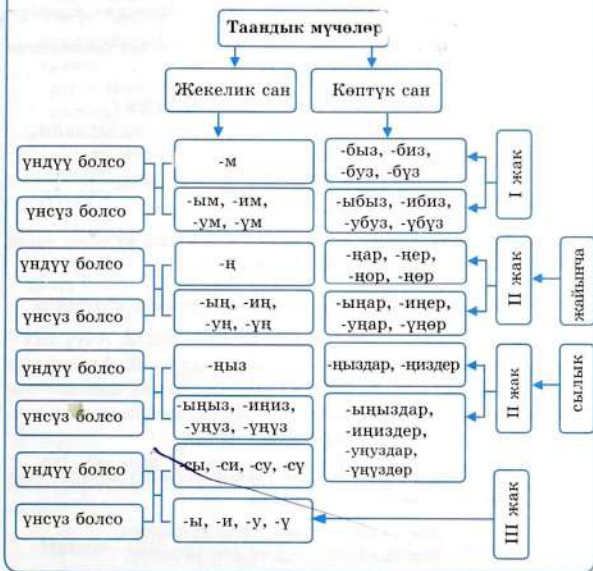 Таандык мүчөлөр
Жекелик сан
Көптүк сан
үндүү болсо
-м
-быз, -биз,
-буз, -бүз
I жак
үнсүз болсо
-ым, -им,
-ум, -үм
-ыбыз, -ибиз,
-убуз, -үбүз
үндүү болсо
-ң
-ңар, -ңер,
-ңор, -ңөр
II жак
жайынча
үнсүз болсо
-ың, -иң,
-уң, -үң
-ыңар, -иңер,
-уңар, -үңөр
үндүү болсо
-ңыз
-ңыздар, -ңиздер
II жак
сылык
үнсүз болсо
-ыңыз, -иңиз,
-уңуз, -үңүз
-ыңыздар,
-иңиздер,
-уңуздар,
-үңүздөр
үндүү болсо
-сы, -си, -су, -сү
үнсүз болсо
-ы, -и, -у, -ү
III жак